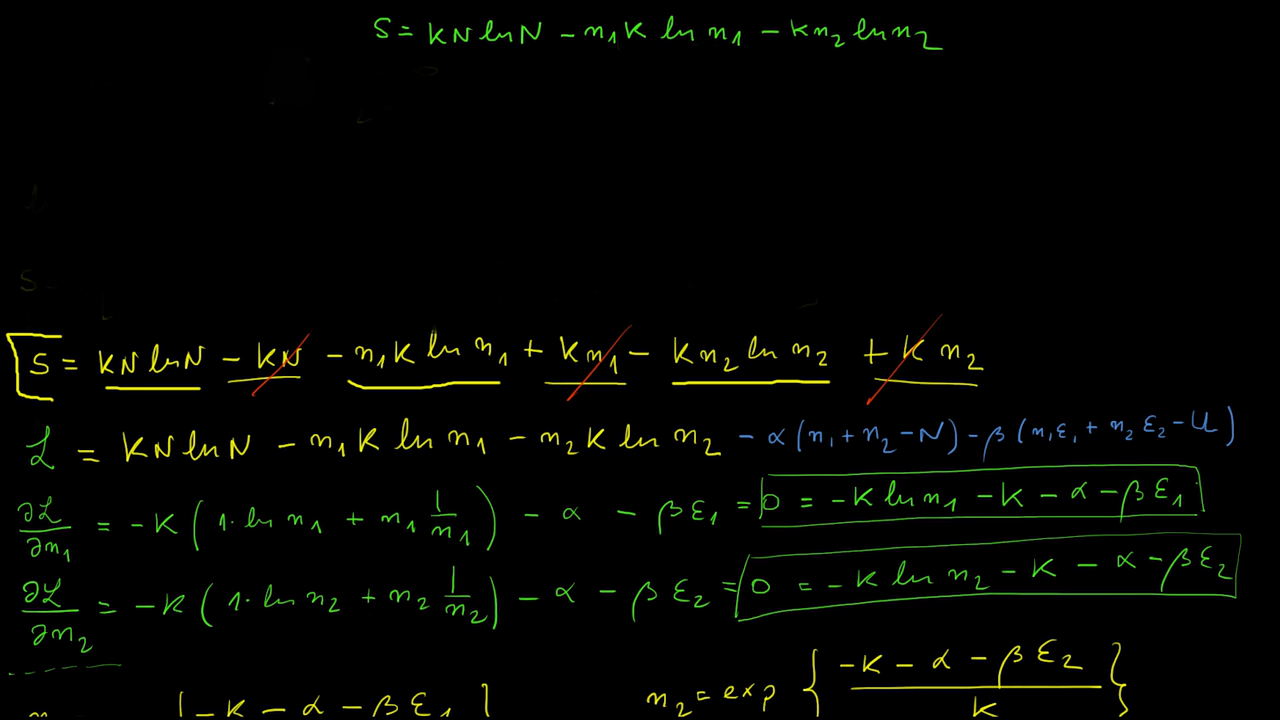 S = kN ln N - n₁k ln n₁ - kn₂ ln n₂
S = kN ln N - kN - n₁k ln n₁ + kn₁ - kn₂ ln n₂ + k n₂
ℒ = kN ln N - n₁k ln n₁ - n₂k ln n₂ - α(n₁ + n₂ - N) - β(n₁ε₁ + n₂ε₂ - U)
∂ℒ/∂n₁ = -k(1·ln n₁ + n₁ 1/n₁) - α - βε₁ = 0 = -k ln n₁ - k - α - βε₁
∂ℒ/∂n₂ = -k(1·ln n₂ + n₂ 1/n₂) - α - βε₂ = 0 = -k ln n₂ - k - α - βε₂
-k - α - βε₁
n₂ = exp{(-k - α - βε₂)/k}